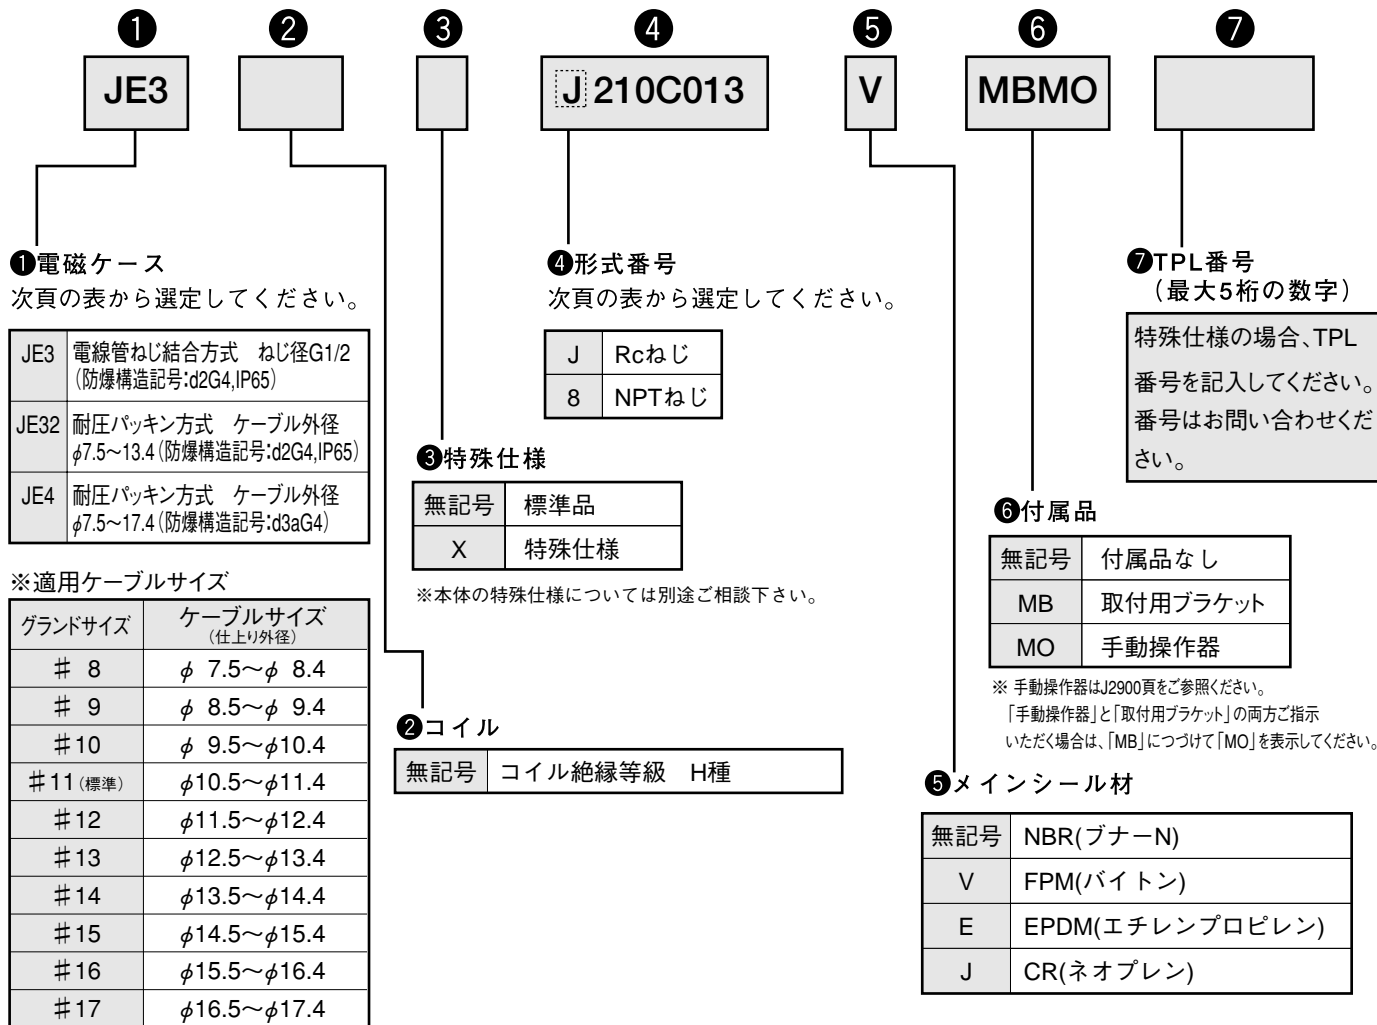 ❶ ❷ ❸ ❹ ❺ ❻ ❼
JE3 J 210C013 V MBMO
❶電磁ケース
次頁の表から選定してください。
JE3 電線管ねじ結合方式 ねじ径G1/2
（防爆構造記号:d2G4,IP65）
JE32 耐圧パッキン方式 ケーブル外径
φ7.5〜13.4（防爆構造記号:d2G4,IP65）
JE4 耐圧パッキン方式 ケーブル外径
φ7.5〜17.4（防爆構造記号:d3aG4）
※適用ケーブルサイズ
グランドサイズ ケーブルサイズ
（仕上り外径）
♯ 8 φ 7.5〜φ 8.4
♯ 9 φ 8.5〜φ 9.4
♯10 φ 9.5〜φ10.4
♯11（標準） φ10.5〜φ11.4
♯12 φ11.5〜φ12.4
♯13 φ12.5〜φ13.4
♯14 φ13.5〜φ14.4
♯15 φ14.5〜φ15.4
♯16 φ15.5〜φ16.4
♯17 φ16.5〜φ17.4
❷コイル
無記号 コイル絶縁等級 H種
❸特殊仕様
無記号 標準品
X 特殊仕様
※本体の特殊仕様については別途ご相談下さい。
❹形式番号
次頁の表から選定してください。
J Rcねじ
8 NPTねじ
❺メインシール材
無記号 NBR(ブナーN)
V FPM(バイトン)
E EPDM(エチレンプロピレン)
J CR(ネオプレン)
❻付属品
無記号 付属品なし
MB 取付用ブラケット
MO 手動操作器
※ 手動操作器はJ2900頁をご参照ください。
「手動操作器」と「取付用ブラケット」の両方ご指示
いただく場合は、「MB」につづけて「MO」を表示してください。
❼TPL番号
（最大5桁の数字）
特殊仕様の場合、TPL
番号を記入してください。
番号はお問い合わせくだ
さい。